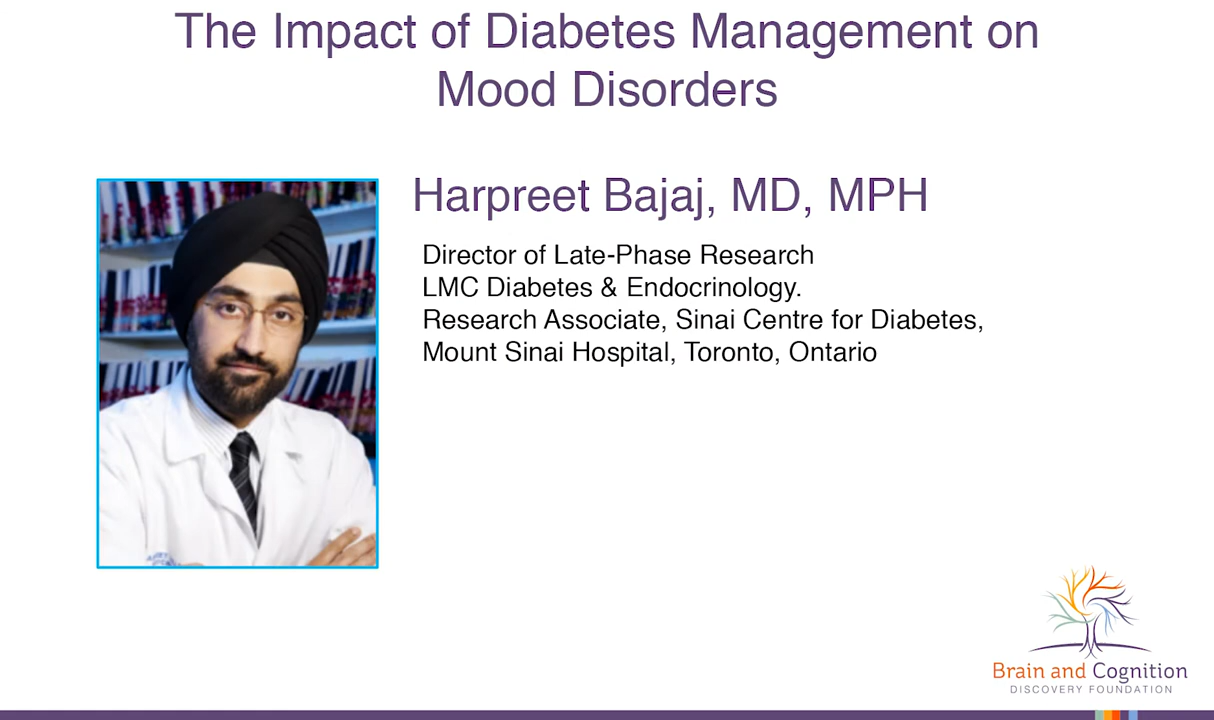 The Impact of Diabetes Management on
Mood Disorders
Harpreet Bajaj, MD, MPH
Director of Late-Phase Research
LMC Diabetes & Endocrinology.
Research Associate, Sinai Centre for Diabetes,
Mount Sinai Hospital, Toronto, Ontario
Brain and Cognition
DISCOVERY FOUNDATION